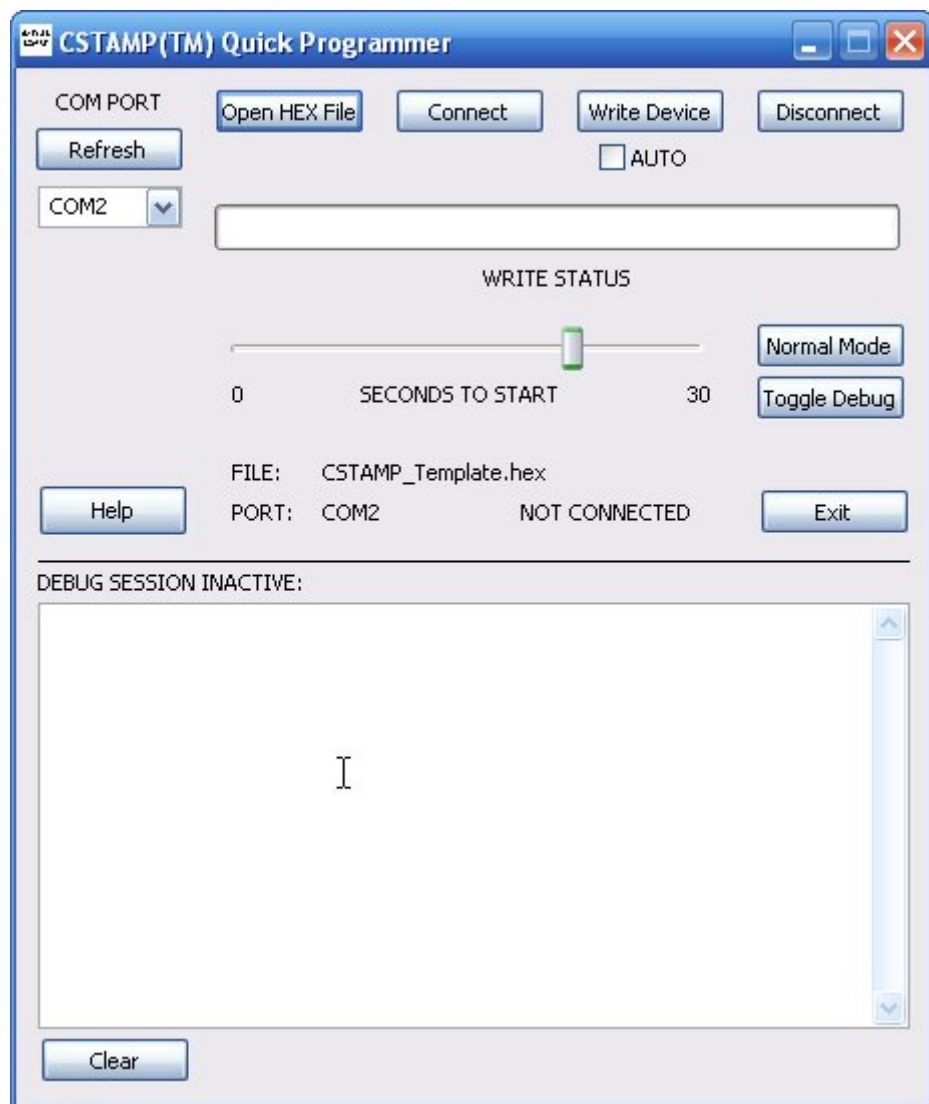 CSTAMP(TM) Quick Programmer
COM PORT
Open HEX File
Connect
Write Device
Disconnect
Refresh
AUTO
COM2
WRITE STATUS
Normal Mode
0 SECONDS TO START 30
Toggle Debug
FILE: CSTAMP_Template.hex
Help
PORT: COM2 NOT CONNECTED
Exit
DEBUG SESSION INACTIVE:
Clear